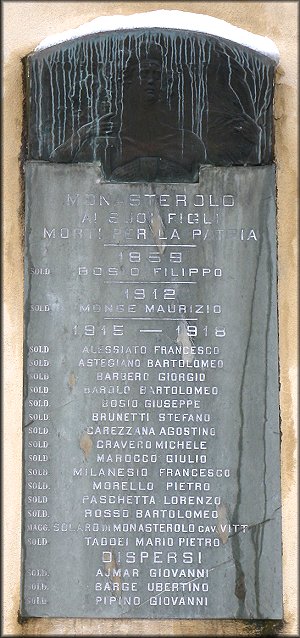 MONASTEROLO
AI SUOI FIGLI
MORTI PER LA PATRIA
1859
SOLD. BOSIO FILIPPO
1912
SOLD. MONGE MAURIZIO
1915 — 1918
SOLD. ALESSIATO FRANCESCO
SOLD. ASTEGIANO BARTOLOMEO
SOLD. BARBERO GIORGIO
SOLD. BAROLO BARTOLOMEO
SOLD. BOSIO GIUSEPPE
SOLD. BRUNETTI STEFANO
SOLD. CAREZZANA AGOSTINO
SOLD. CRAVERO MICHELE
SOLD. MAROCCO GIULIO
SOLD. MILANESIO FRANCESCO
SOLD. MORELLO PIETRO
SOLD. PASCHETTA LORENZO
SOLD. ROSSO BARTOLOMEO
MAGG. SOLARO DI MONASTEROLO CAV. VITT.
SOLD. TADDEI MARIO PIETRO
DISPERSI
SOLD. AJMAR GIOVANNI
SOLD. BARGE UBERTINO
SOLD. PIPINO GIOVANNI